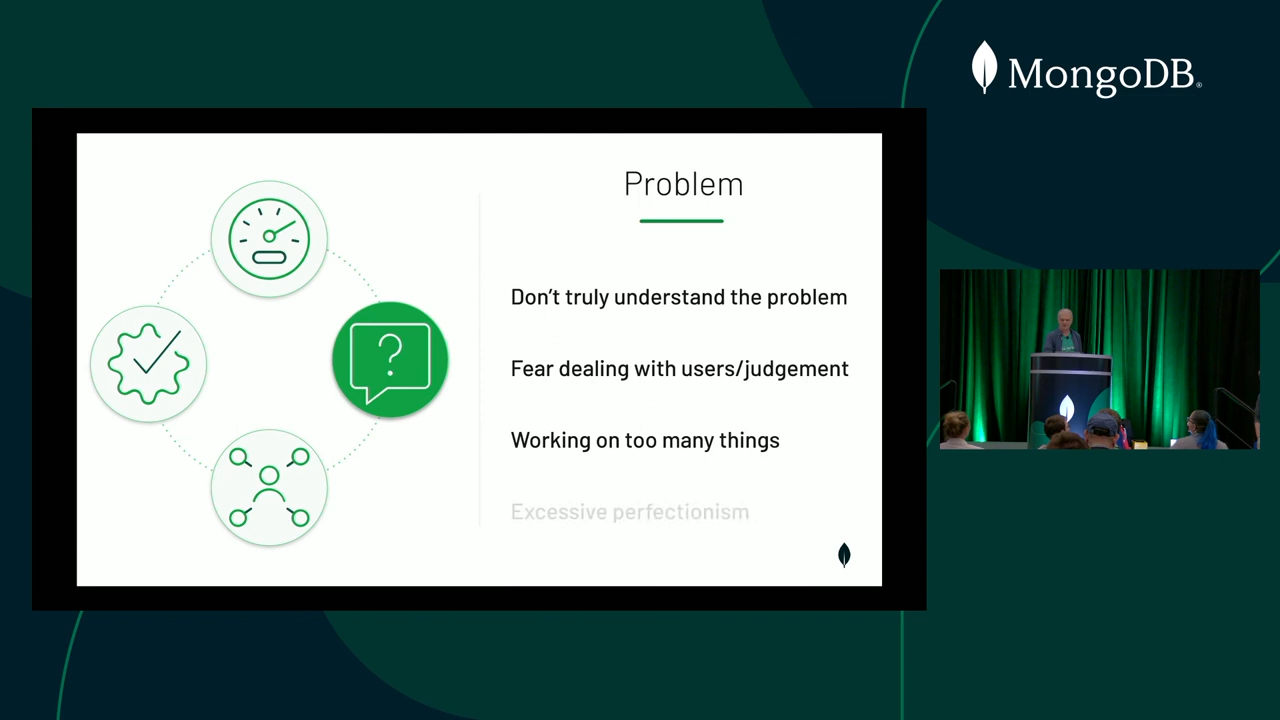 MongoDB®
Problem
?
Don't truly understand the problem
Fear dealing with users/judgement
Working on too many things
Excessive perfectionism